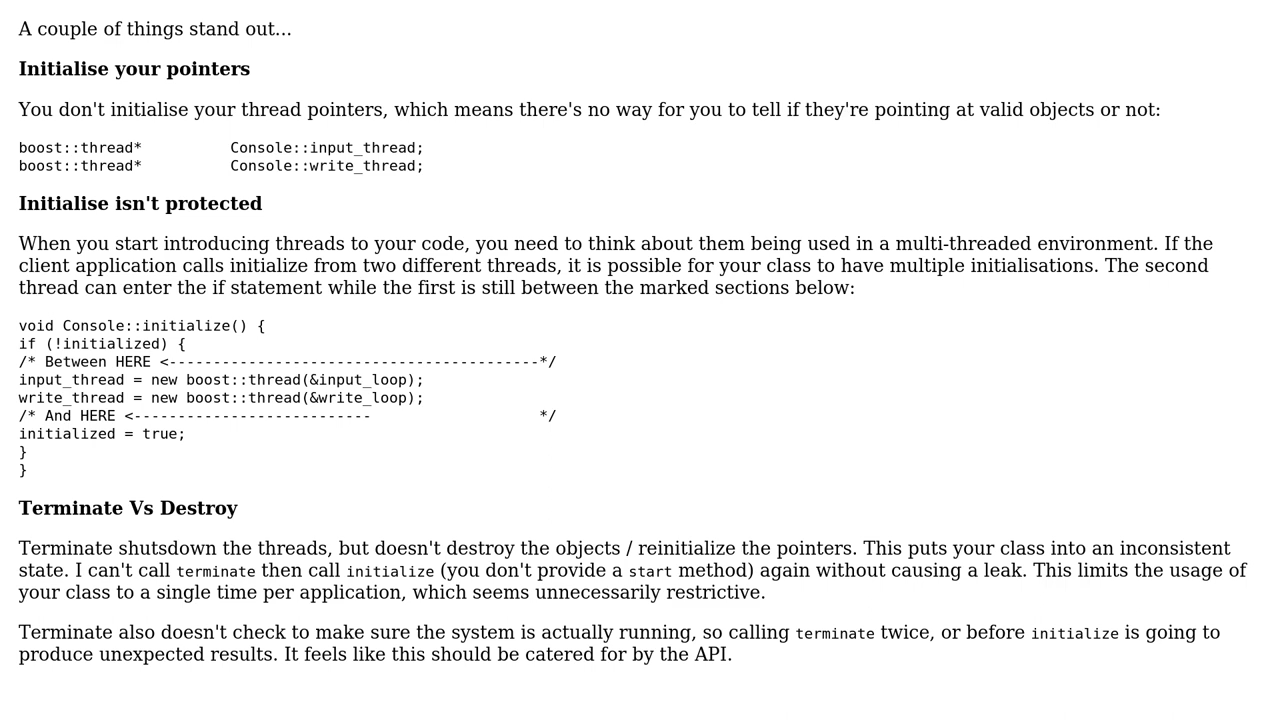 A couple of things stand out...
Initialise your pointers
You don't initialise your thread pointers, which means there's no way for you to tell if they're pointing at valid objects or not:
boost::thread*          Console::input_thread;
boost::thread*          Console::write_thread;
Initialise isn't protected
When you start introducing threads to your code, you need to think about them being used in a multi-threaded environment. If the
client application calls initialize from two different threads, it is possible for your class to have multiple initialisations. The second
thread can enter the if statement while the first is still between the marked sections below:
void Console::initialize() {
if (!initialized) {
/* Between HERE <------------------------------------------*/
input_thread = new boost::thread(&input_loop);
write_thread = new boost::thread(&write_loop);
/* And HERE <---------------------------                   */
initialized = true;
}
}
Terminate Vs Destroy
Terminate shutsdown the threads, but doesn't destroy the objects / reinitialize the pointers. This puts your class into an inconsistent
state. I can't call terminate then call initialize (you don't provide a start method) again without causing a leak. This limits the usage of
your class to a single time per application, which seems unnecessarily restrictive.
Terminate also doesn't check to make sure the system is actually running, so calling terminate twice, or before initialize is going to
produce unexpected results. It feels like this should be catered for by the API.